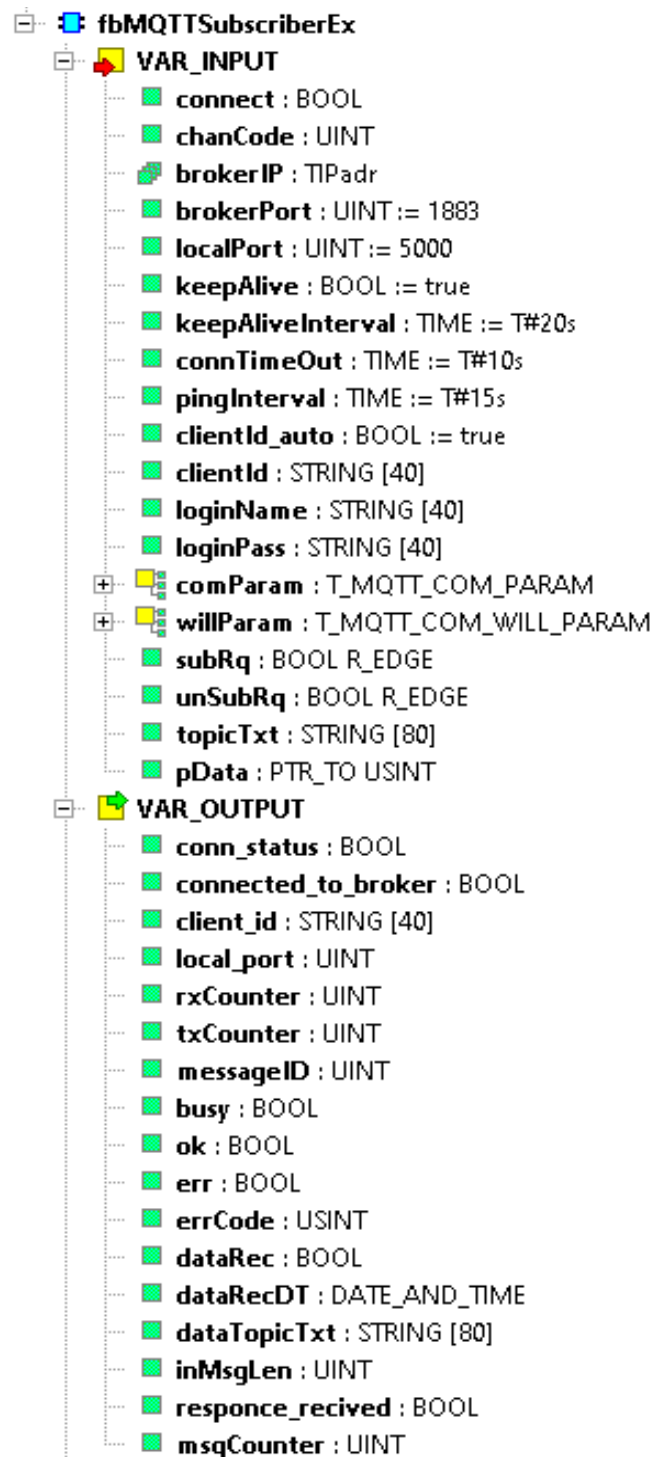 fbMQTTSubscriberEx
VAR_INPUT
connect : BOOL
chanCode : UINT
brokerIP : TIPadr
brokerPort : UINT := 1883
localPort : UINT := 5000
keepAlive : BOOL := true
keepAliveInterval : TIME := T#20s
connTimeOut : TIME := T#10s
pingInterval : TIME := T#15s
clientId_auto : BOOL := true
clientId : STRING [40]
loginName : STRING [40]
loginPass : STRING [40]
comParam : T_MQTT_COM_PARAM
willParam : T_MQTT_COM_WILL_PARAM
subRq : BOOL R_EDGE
unSubRq : BOOL R_EDGE
topicTxt : STRING [80]
pData : PTR_TO USINT
VAR_OUTPUT
conn_status : BOOL
connected_to_broker : BOOL
client_id : STRING [40]
local_port : UINT
rxCounter : UINT
txCounter : UINT
messageID : UINT
busy : BOOL
ok : BOOL
err : BOOL
errCode : USINT
dataRec : BOOL
dataRecDT : DATE_AND_TIME
dataTopicTxt : STRING [80]
inMsgLen : UINT
responce_recived : BOOL
msgCounter : UINT